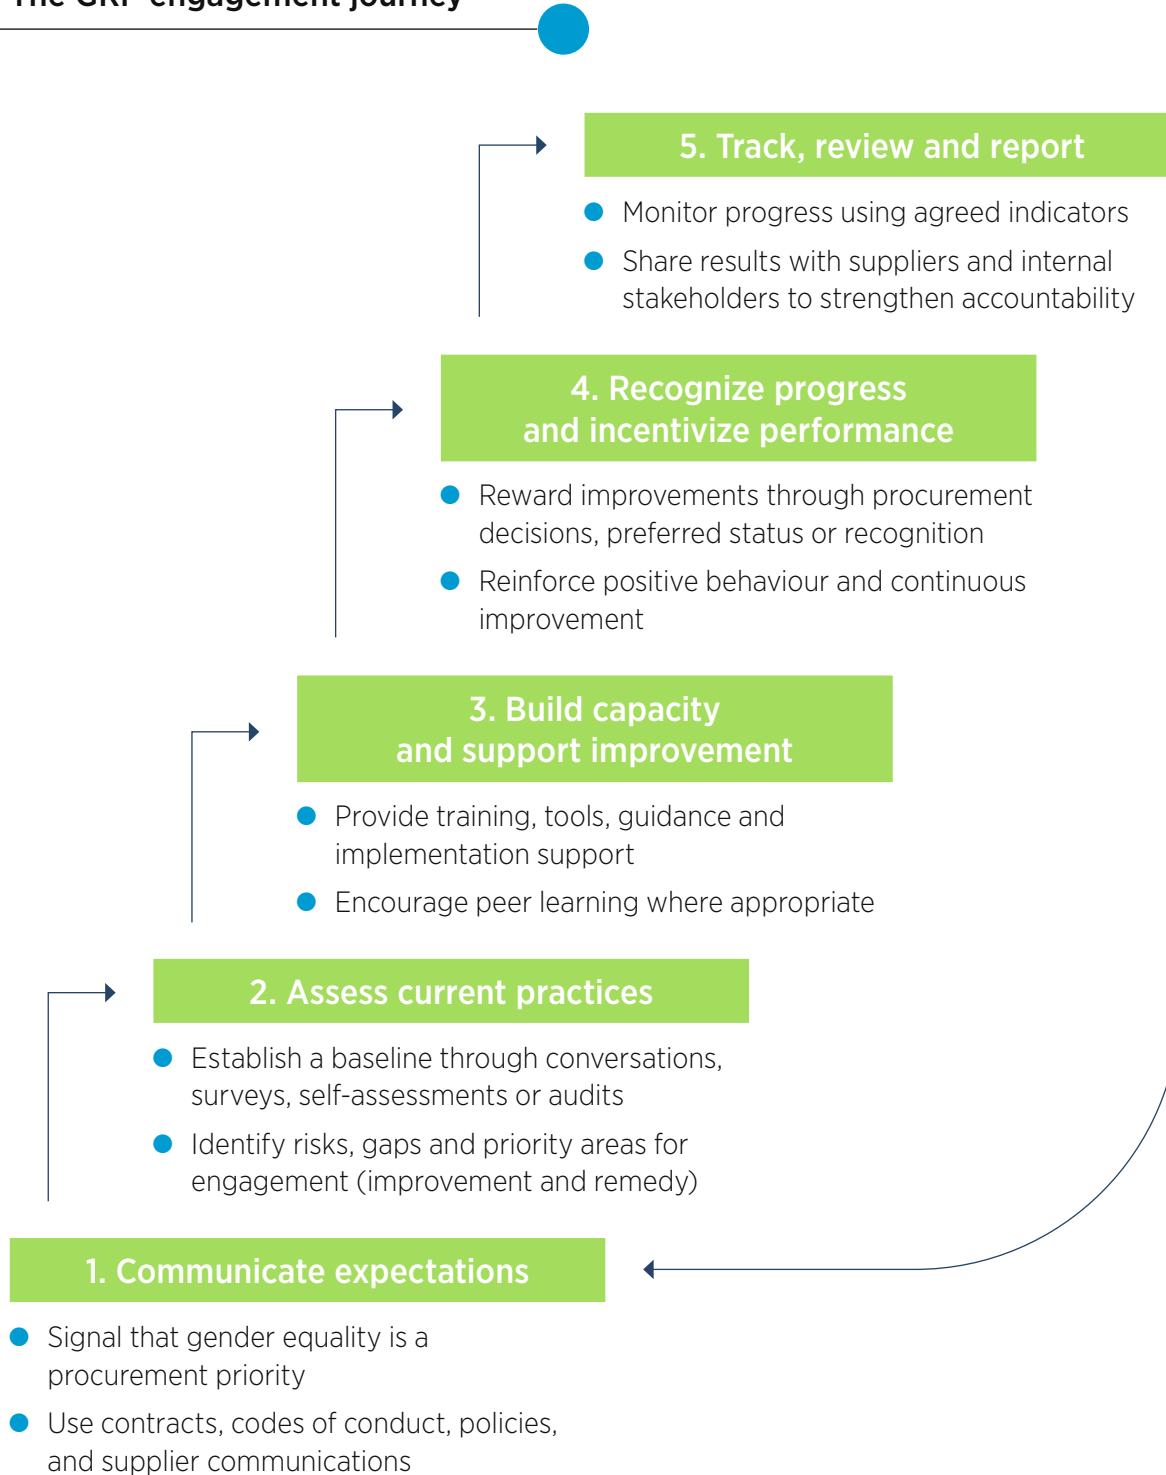 The GRP engagement journey
5. Track, review and report
Monitor progress using agreed indicators
Share results with suppliers and internal
stakeholders to strengthen accountability
4. Recognize progress
and incentivize performance
Reward improvements through procurement
decisions, preferred status or recognition
Reinforce positive behaviour and continuous
improvement
3. Build capacity
and support improvement
Provide training, tools, guidance and
implementation support
Encourage peer learning where appropriate
2. Assess current practices
Establish a baseline through conversations,
surveys, self-assessments or audits
Identify risks, gaps and priority areas for
engagement (improvement and remedy)
1. Communicate expectations
Signal that gender equality is a
procurement priority
Use contracts, codes of conduct, policies,
and supplier communications